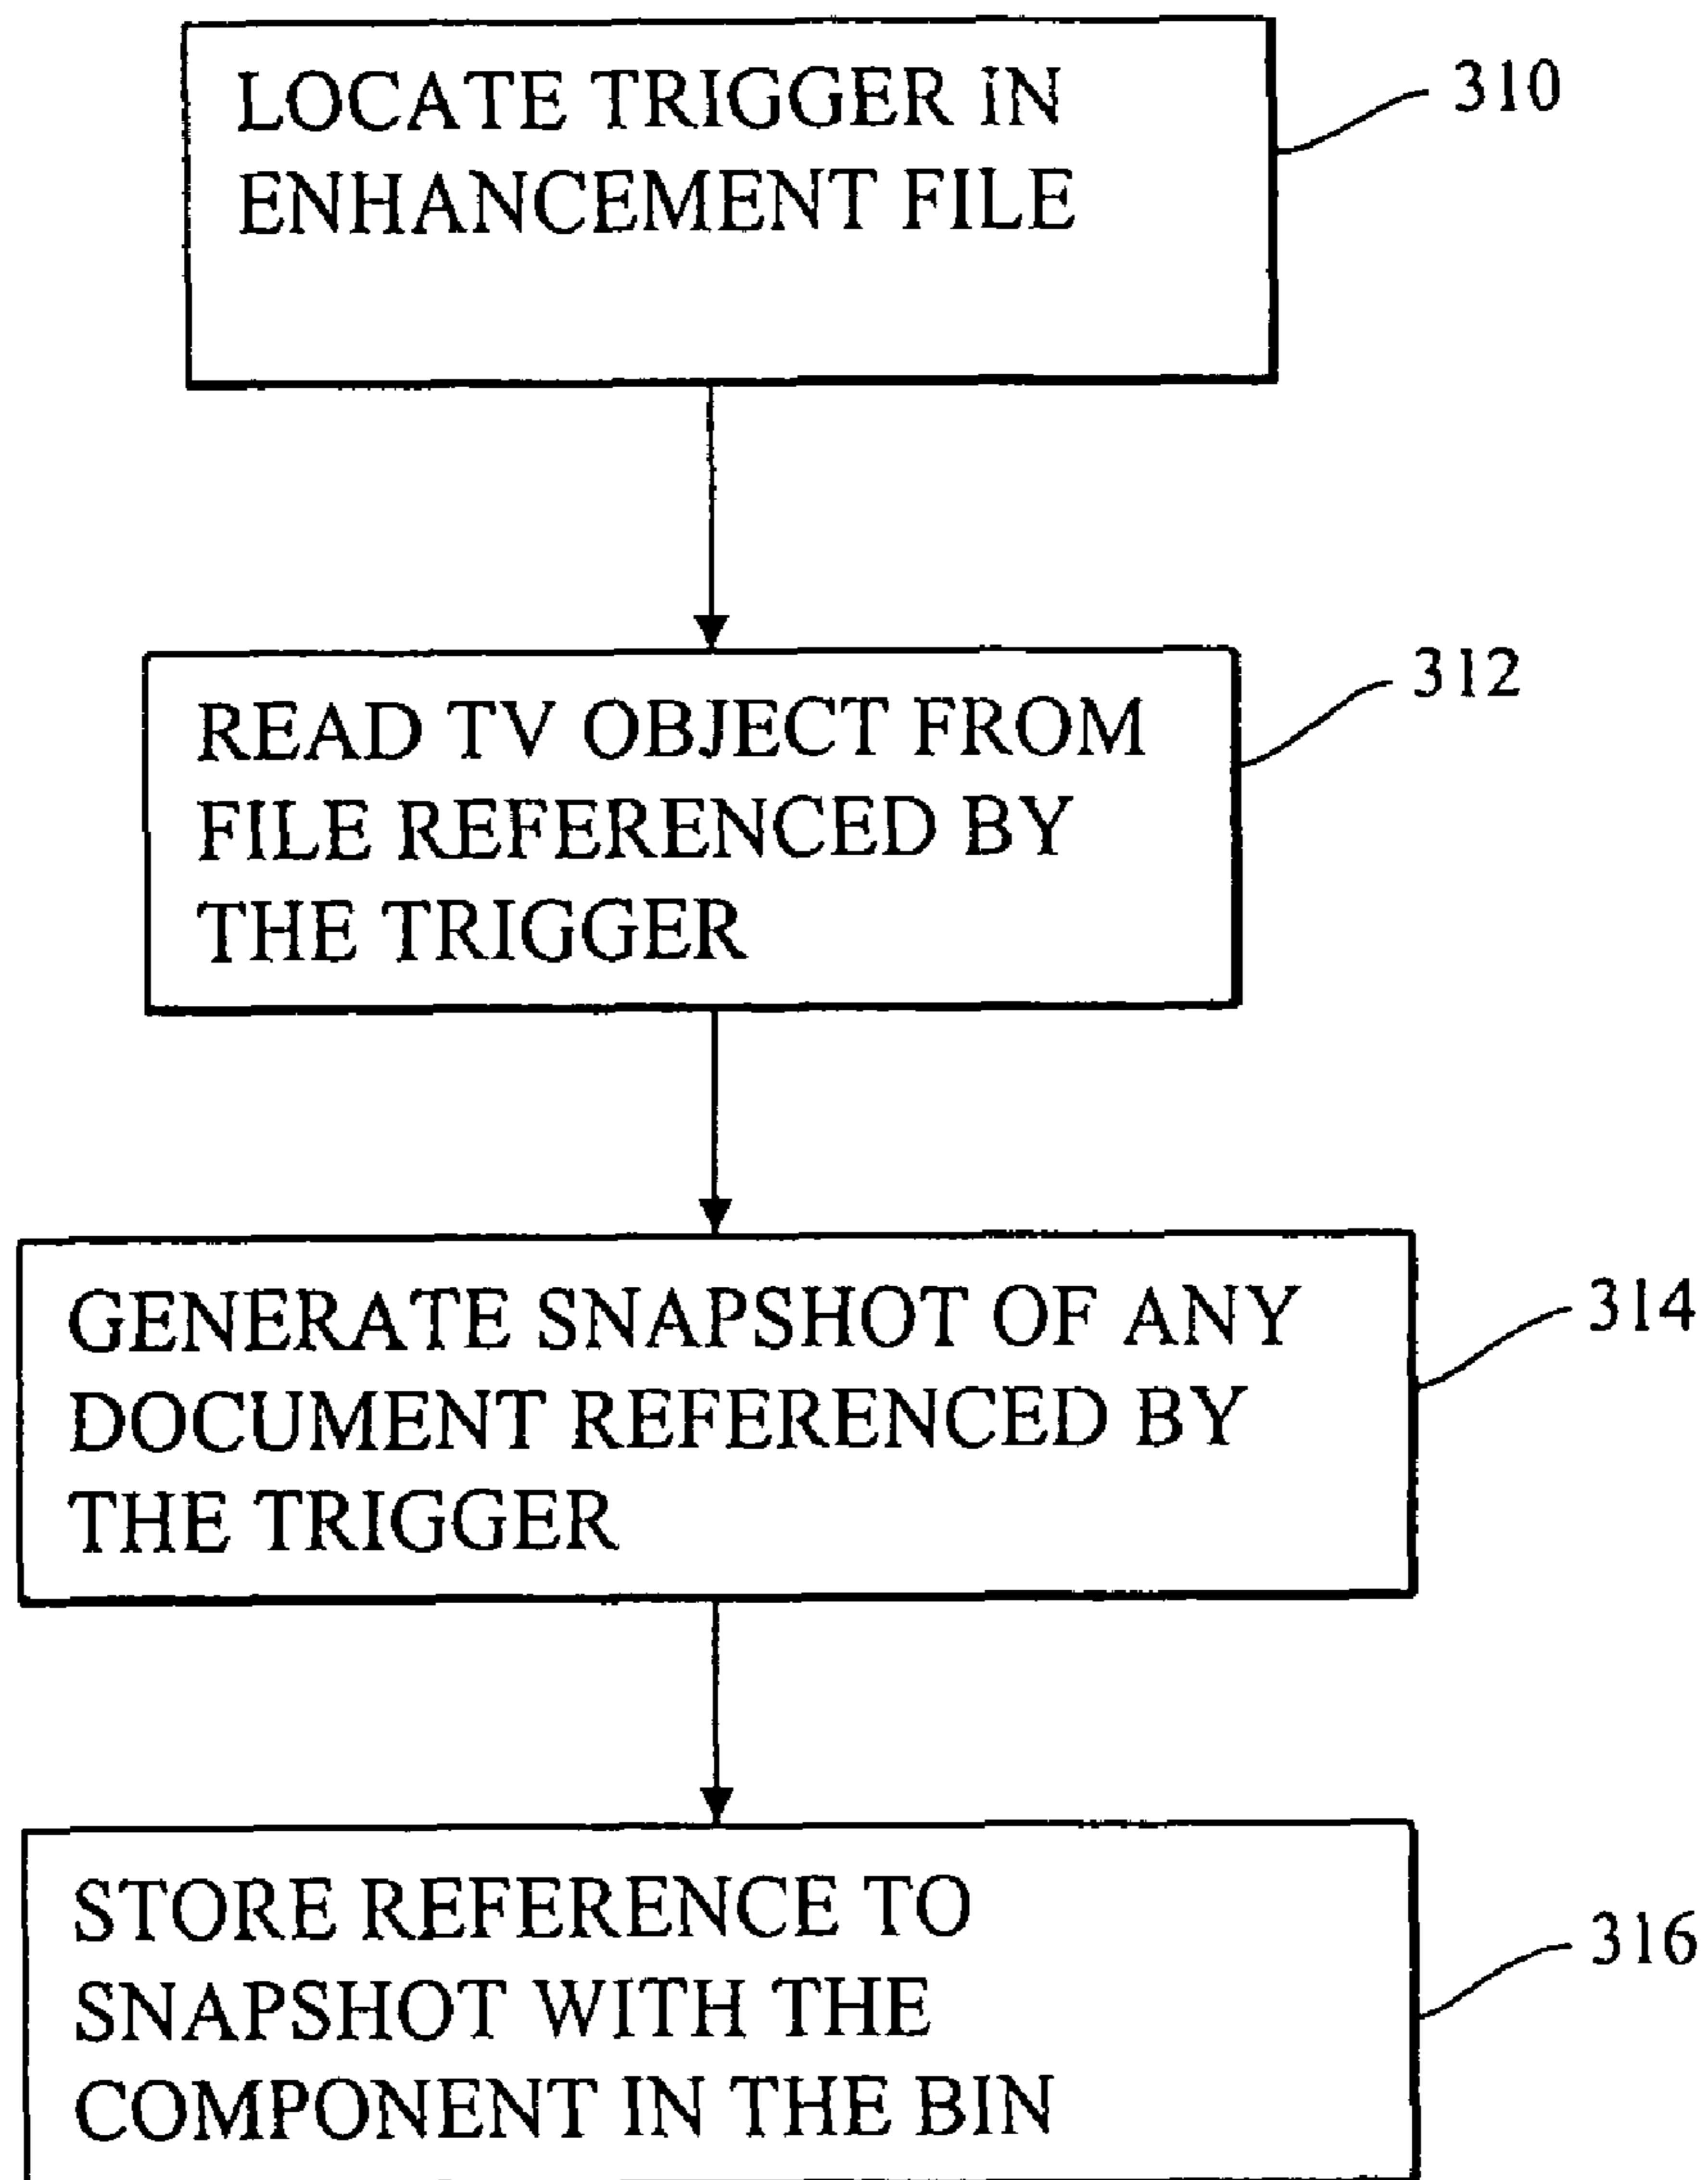 LOCATE TRIGGER IN
ENHANCEMENT FILE
310
READ TV OBJECT FROM
FILE REFERENCED BY
THE TRIGGER
312
GENERATE SNAPSHOT OF ANY
DOCUMENT REFERENCED BY
THE TRIGGER
314
STORE REFERENCE TO
SNAPSHOT WITH THE
COMPONENT IN THE BIN
316